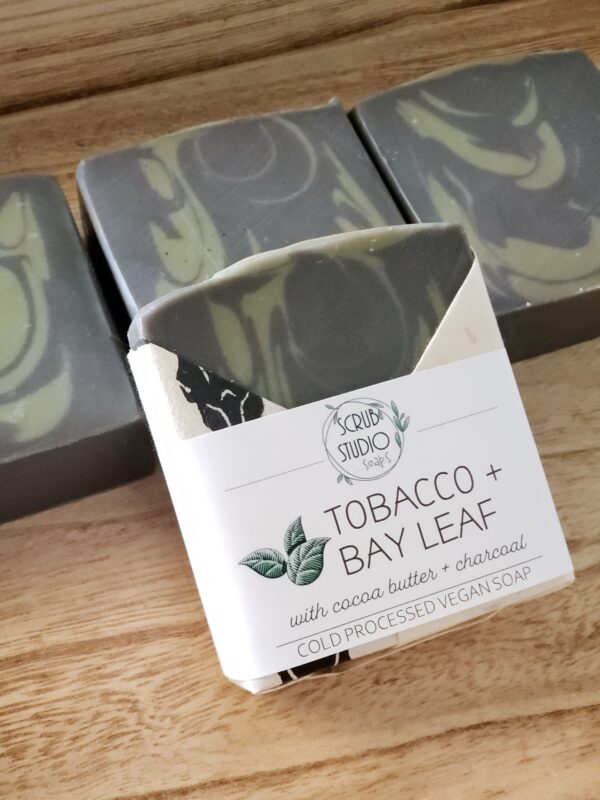 SCRUB
STUDIO
soaps
TOBACCO +
BAY LEAF
with cocoa butter + charcoal
COLD PROCESSED VEGAN SOAP